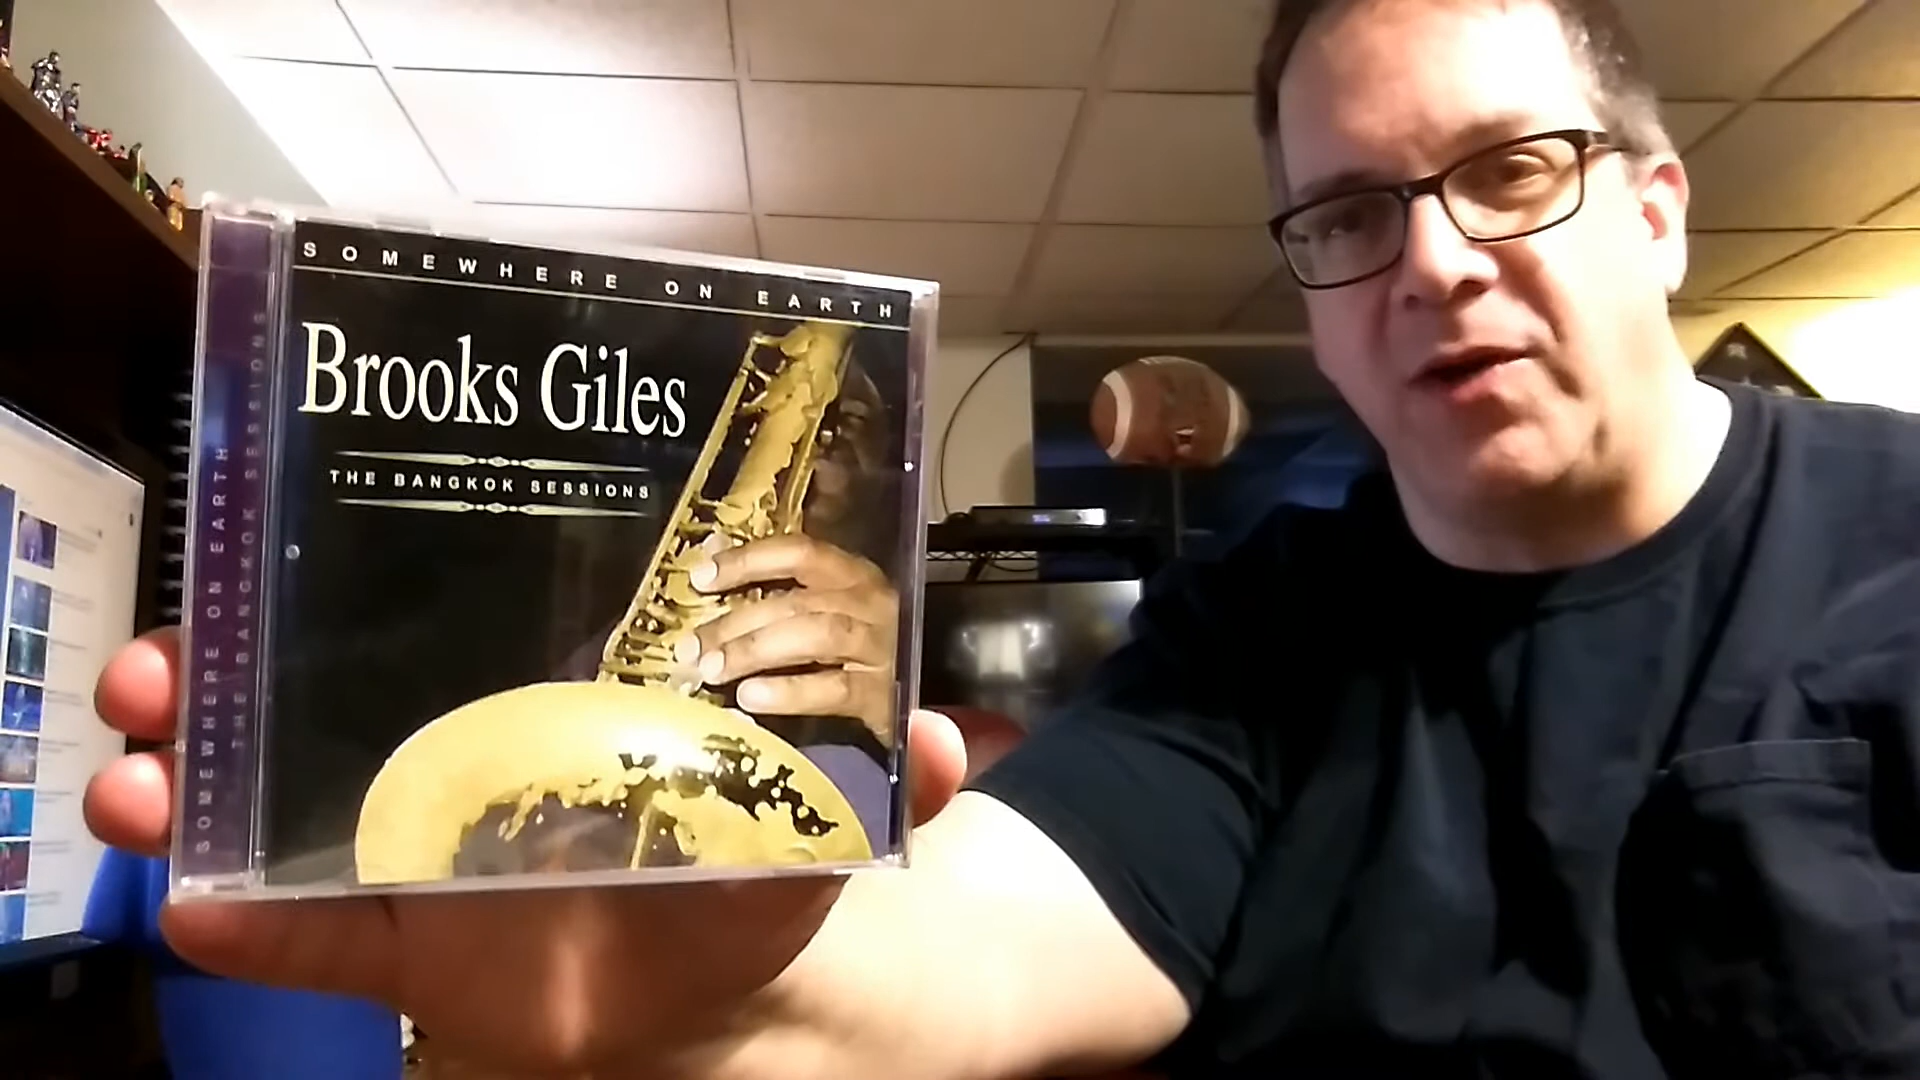 SOMEWHERE ON EARTH
Brooks Giles
THE BANGKOK SESSIONS
SOMEWHERE ON EARTH
THE BANGKOK SESSIONS